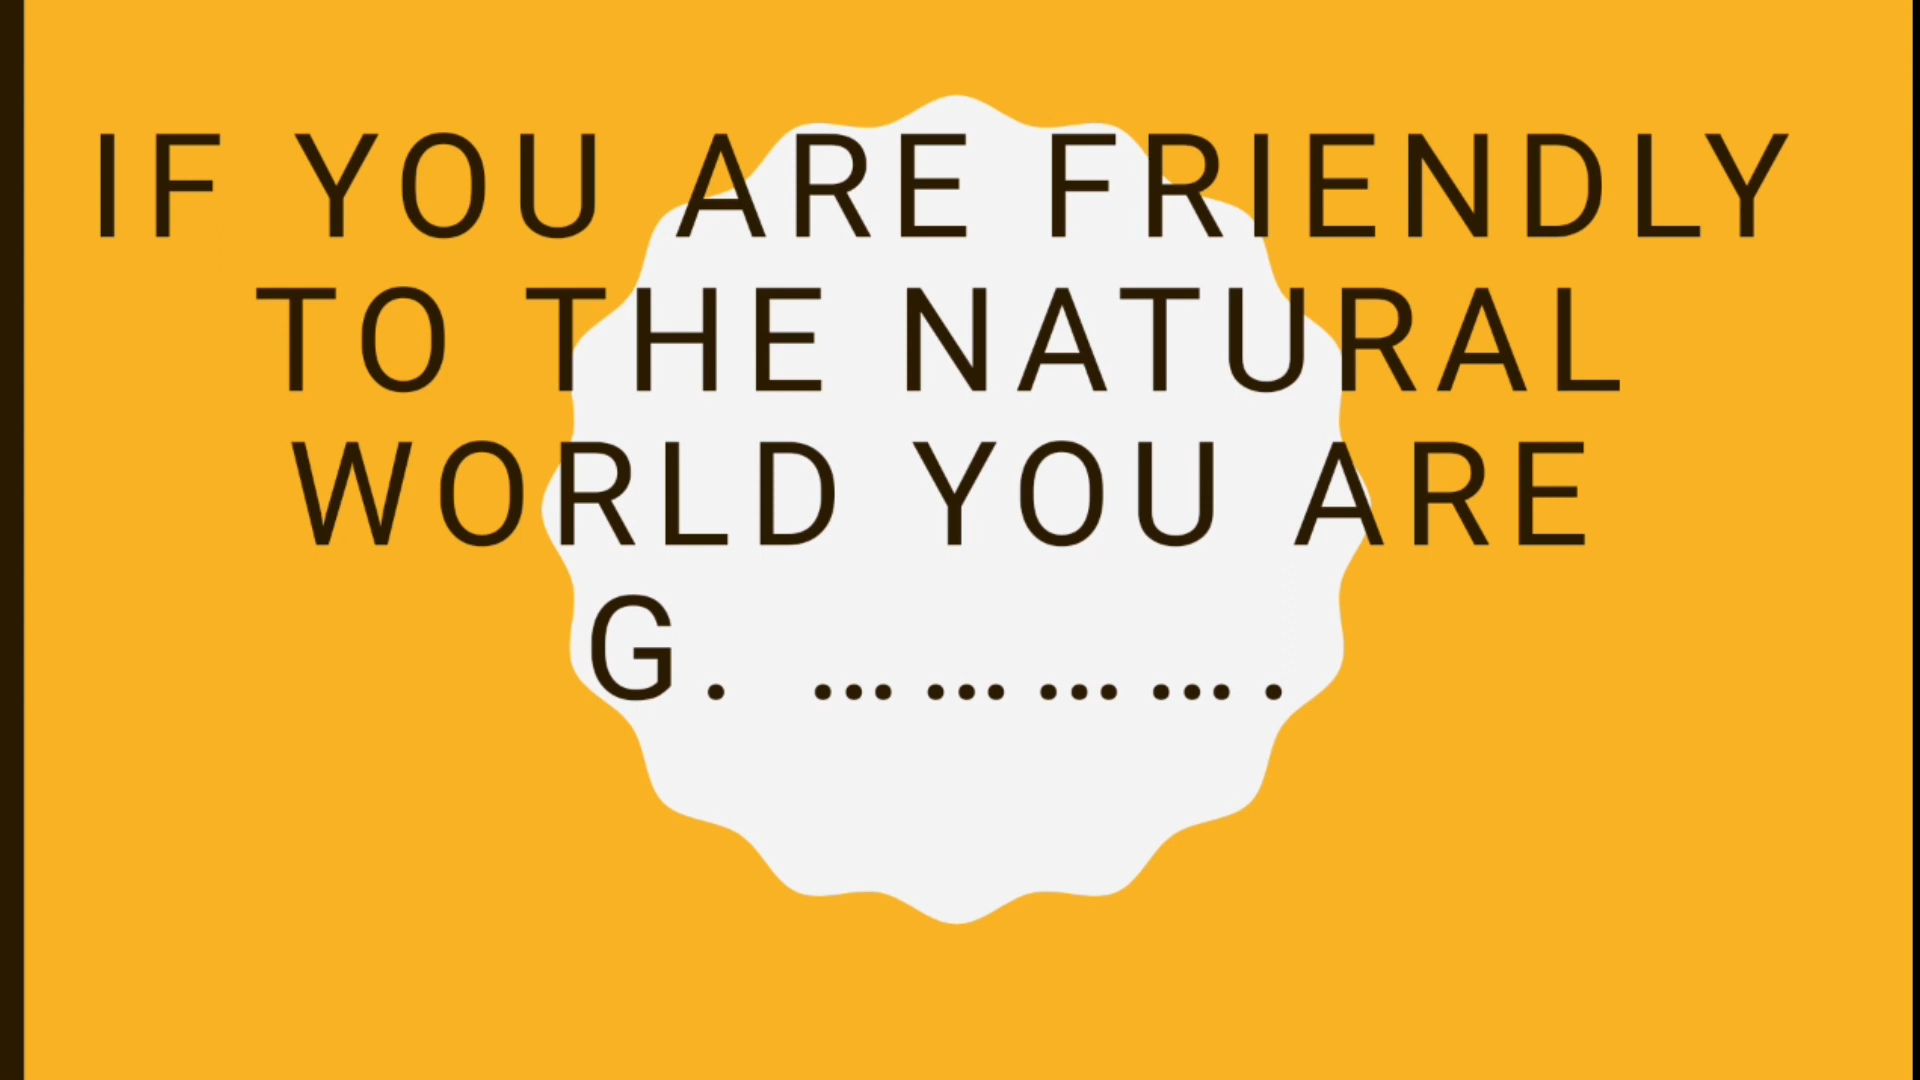 IF YOU ARE FRIENDLY
TO THE NATURAL
WORLD YOU ARE
G. ………….